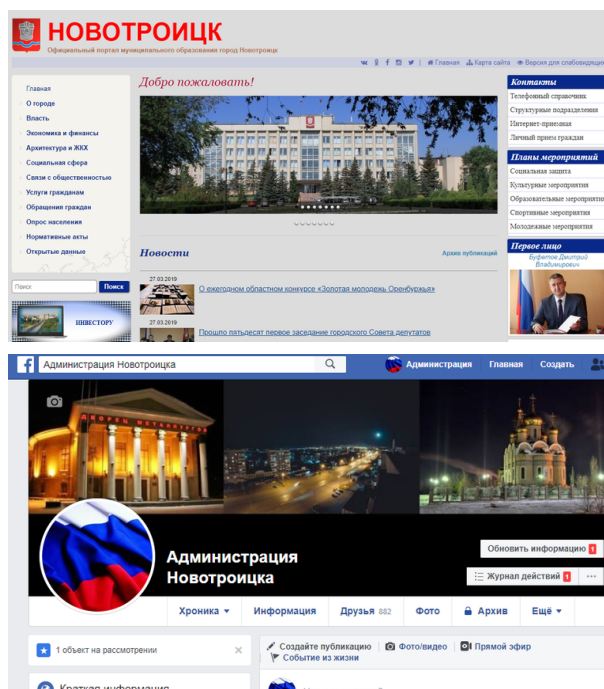 НОВОТРОИЦК
Официальный портал муниципального образования город Новотроицк
Главная Карта сайта Версия для слабовидящих
Главная
О городе
Власть
Экономика и финансы
Архитектура и ЖКХ
Социальная сфера
Связи с общественностью
Услуги гражданам
Обращения граждан
Опрос населения
Нормативные акты
Открытые данные
Поиск Поиск
ИНВЕСТОРУ
Добро пожаловать!
Новости Архив публикаций
27.03.2019
О ежегодном областном конкурсе «Золотая молодежь Оренбуржья»
27.03.2019
Прошло пятьдесят первое заседание городского Совета депутатов
Контакты
Телефонный справочник
Структурные подразделения
Интернет-приемная
Личный прием граждан
Планы мероприятий
Социальная защита
Культурные мероприятия
Образовательные мероприятия
Спортивные мероприятия
Молодежные мероприятия
Первое лицо
Буфетов Дмитрий
Владимирович
f Администрация Новотроицка Администрация Главная Создать
ДВОРЕЦ МЕТАЛЛУРГОВ
Администрация
Новотроицка
Обновить информацию 1
Журнал действий 1 ...
Хроника Информация Друзья 882 Фото Архив Ещё
1 объект на рассмотрении
Создайте публикацию Фото/видео Прямой эфир
Событие из жизни
Краткая информация